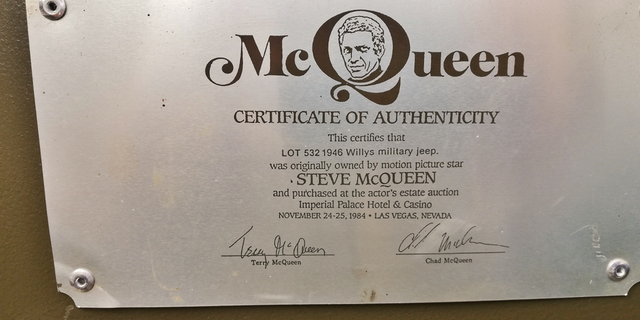 McQueen
CERTIFICATE OF AUTHENTICITY
This certifies that
LOT 532 1946 Willys military jeep.
was originally owned by motion picture star
STEVE McQUEEN
and purchased at the actor's estate auction
Imperial Palace Hotel & Casino
NOVEMBER 24-25, 1984 • LAS VEGAS, NEVADA
Terry McQueen
Terry McQueen
Chad McQueen